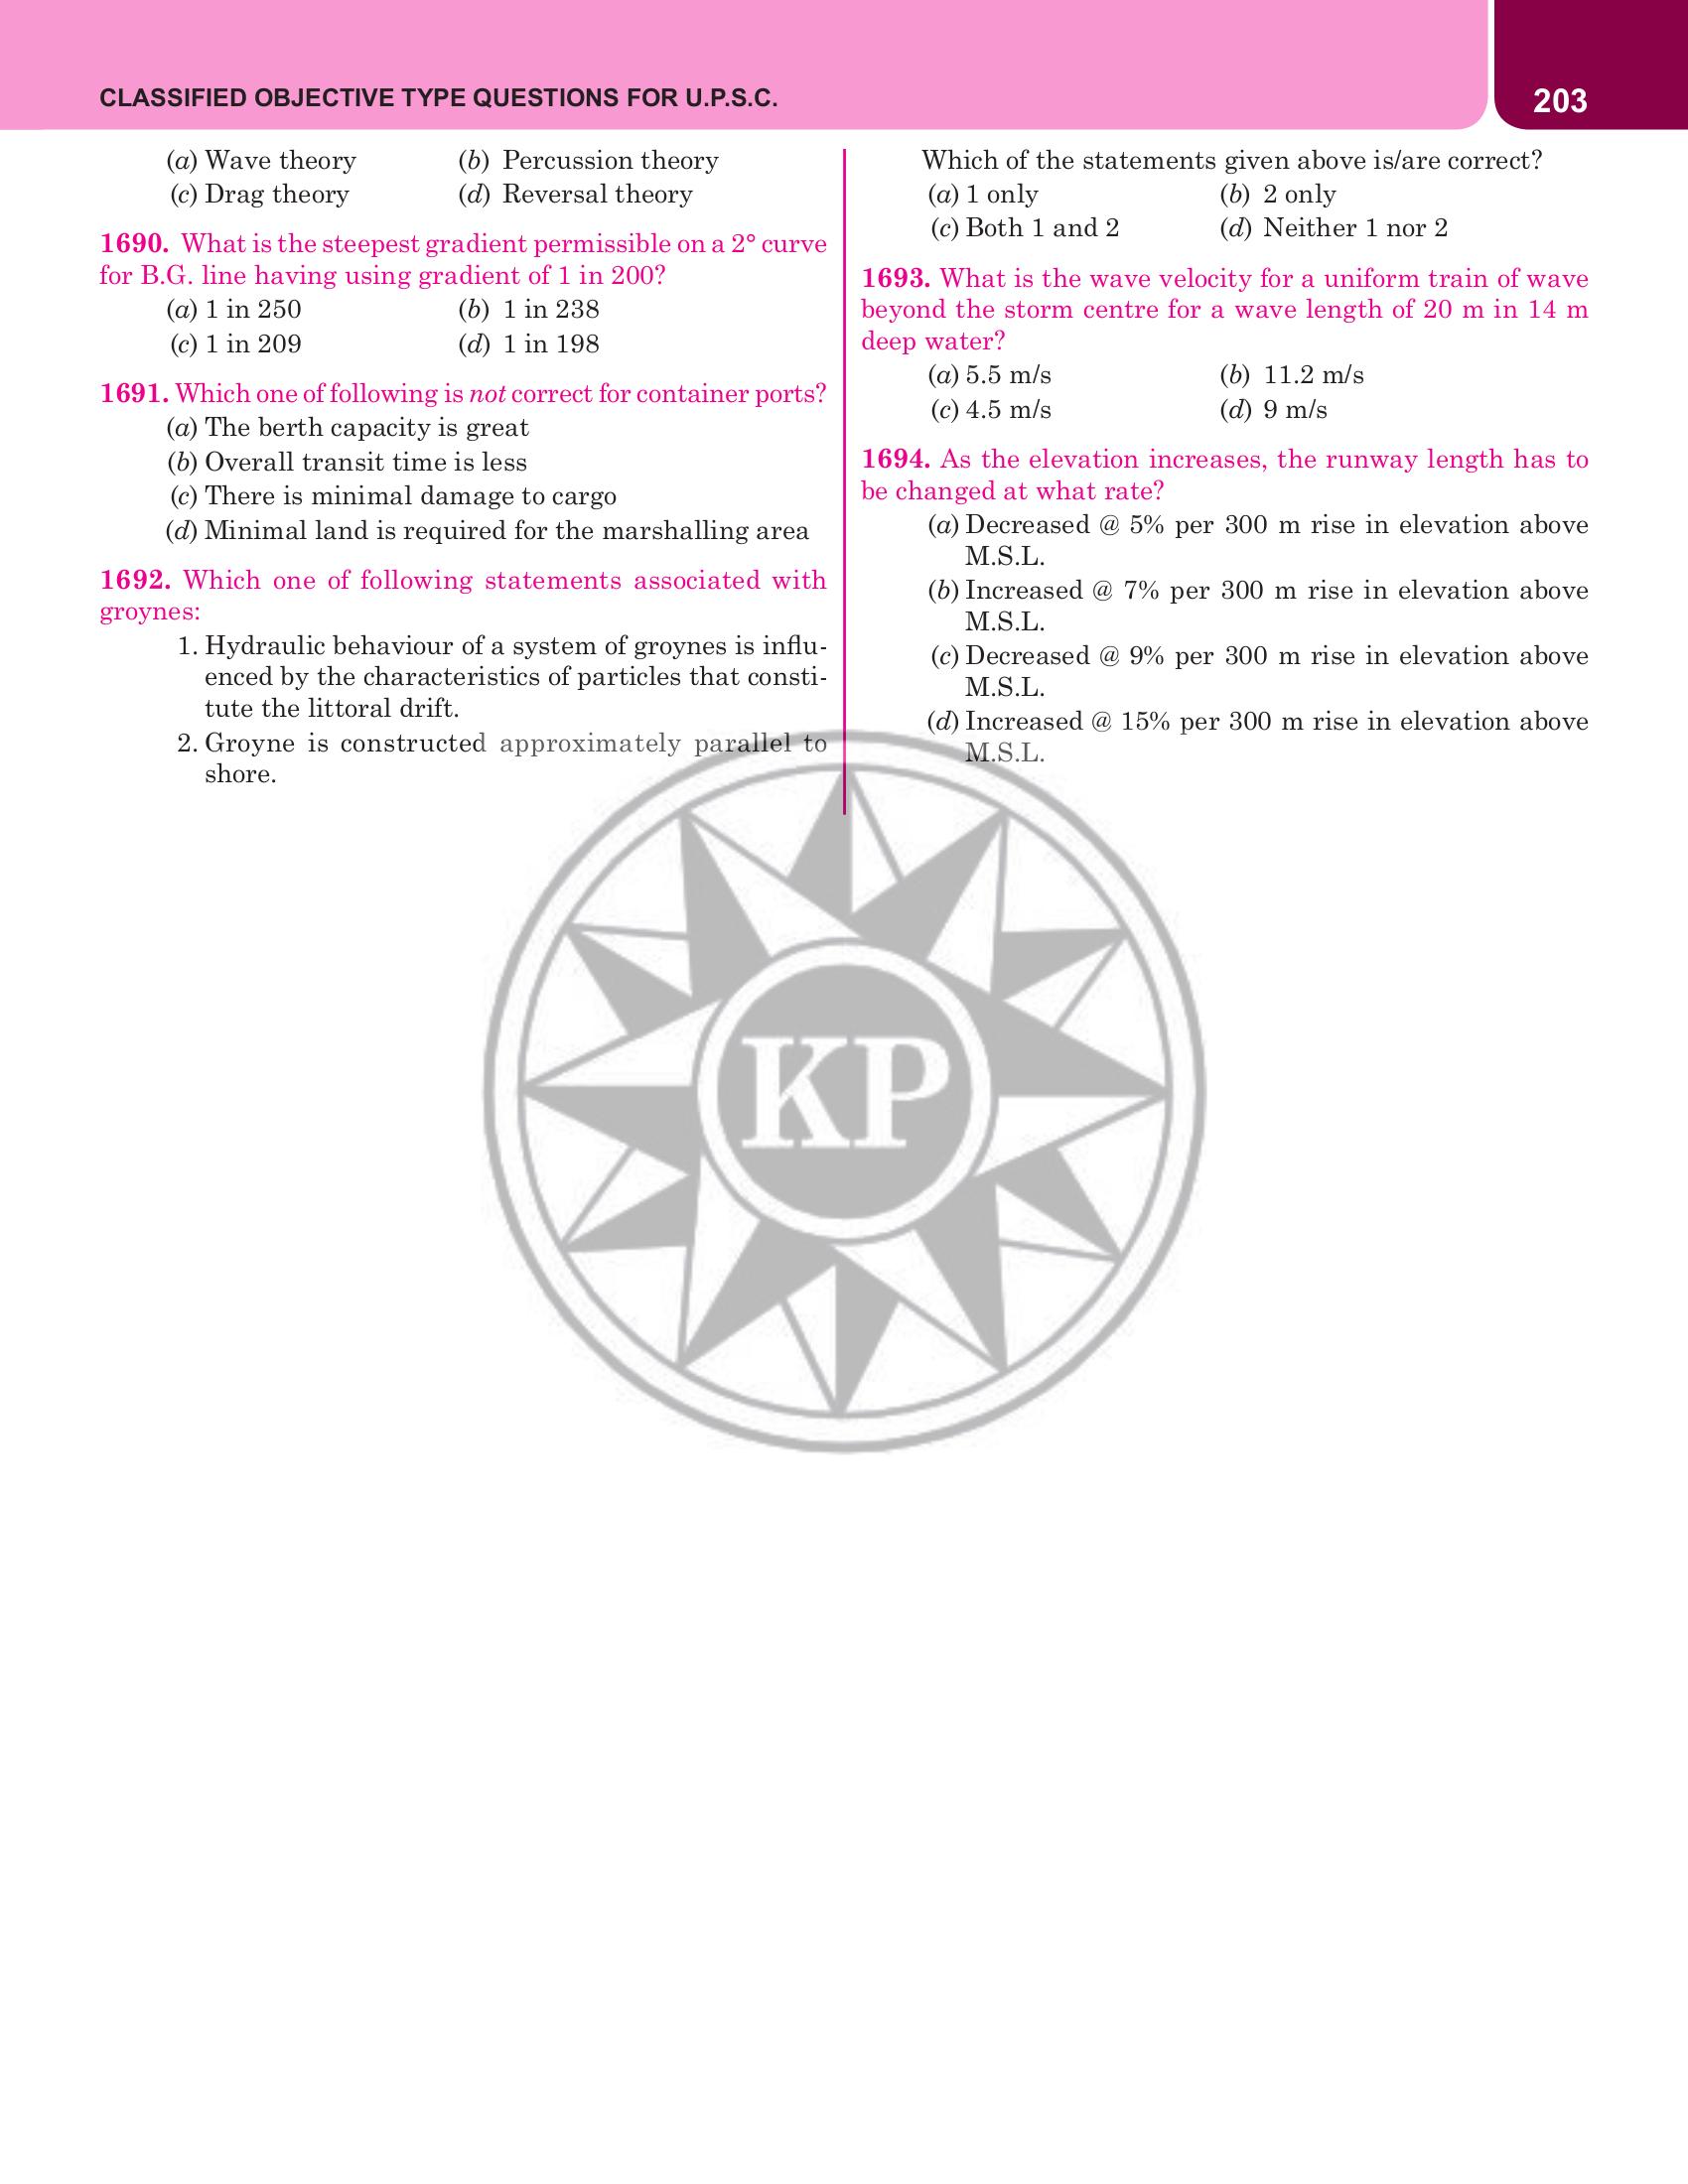 CLASSIFIED OBJECTIVE TYPE QUESTIONS FOR U.P.S.C.
203
(a) Wave theory (b) Percussion theory
(c) Drag theory (d) Reversal theory
1690. What is the steepest gradient permissible on a 2° curve
for B.G. line having using gradient of 1 in 200?
(a) 1 in 250 (b) 1 in 238
(c) 1 in 209 (d) 1 in 198
1691. Which one of following is not correct for container ports?
(a) The berth capacity is great
(b) Overall transit time is less
(c) There is minimal damage to cargo
(d) Minimal land is required for the marshalling area
1692. Which one of following statements associated with
groynes:
1. Hydraulic behaviour of a system of groynes is influ-
enced by the characteristics of particles that consti-
tute the littoral drift.
2. Groyne is constructed approximately parallel to
shore.
Which of the statements given above is/are correct?
(a) 1 only (b) 2 only
(c) Both 1 and 2 (d) Neither 1 nor 2
1693. What is the wave velocity for a uniform train of wave
beyond the storm centre for a wave length of 20 m in 14 m
deep water?
(a) 5.5 m/s (b) 11.2 m/s
(c) 4.5 m/s (d) 9 m/s
1694. As the elevation increases, the runway length has to
be changed at what rate?
(a) Decreased @ 5% per 300 m rise in elevation above
M.S.L.
(b) Increased @ 7% per 300 m rise in elevation above
M.S.L.
(c) Decreased @ 9% per 300 m rise in elevation above
M.S.L.
(d) Increased @ 15% per 300 m rise in elevation above
M.S.L.
KP